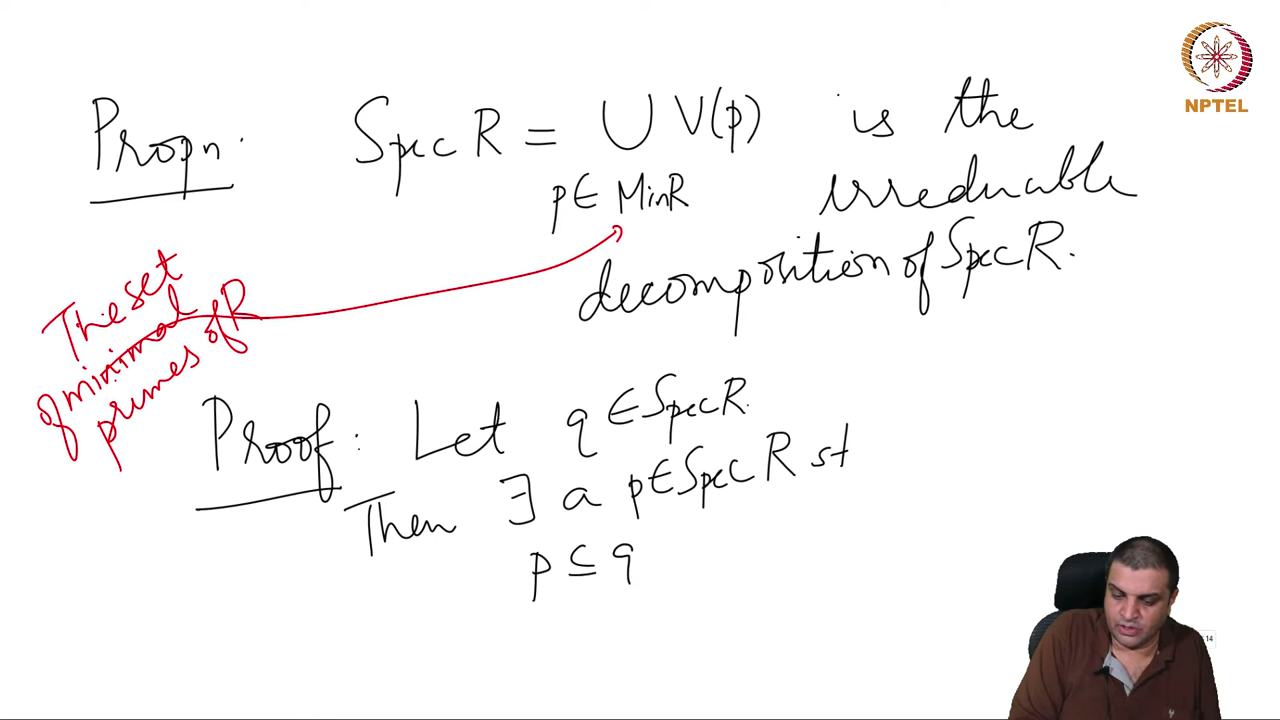 NPTEL
Propn. Spec R = ∪ V(p) is the
p ∈ Min R irreducible
decomposition of Spec R.
The set
of minimal
primes of R
Proof: Let q ∈ Spec R.
Then ∃ a p ∈ Spec R st
p ⊆ q
14